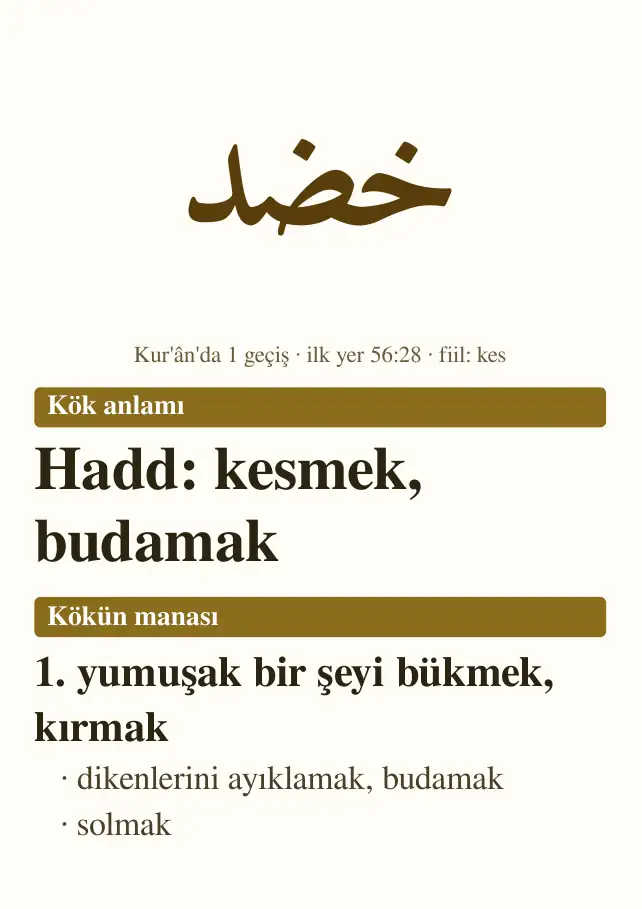 خضد
Kur'ân'da 1 geçiş · ilk yer 56:28 · fiil: kes
Kök anlamı
Hadd: kesmek,
budamak
Kökün manası
1. yumuşak bir şeyi bükmek,
kırmak
· dikenlerini ayıklamak, budamak
· solmak